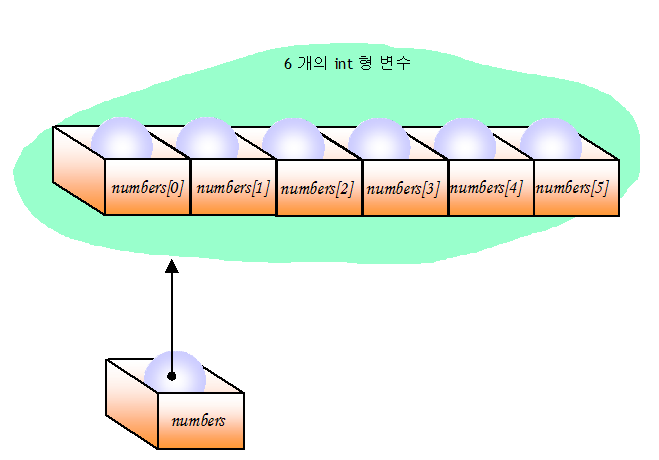 6 개의 int 형 변수
numbers[0] numbers[1] numbers[2] numbers[3] numbers[4] numbers[5]
numbers